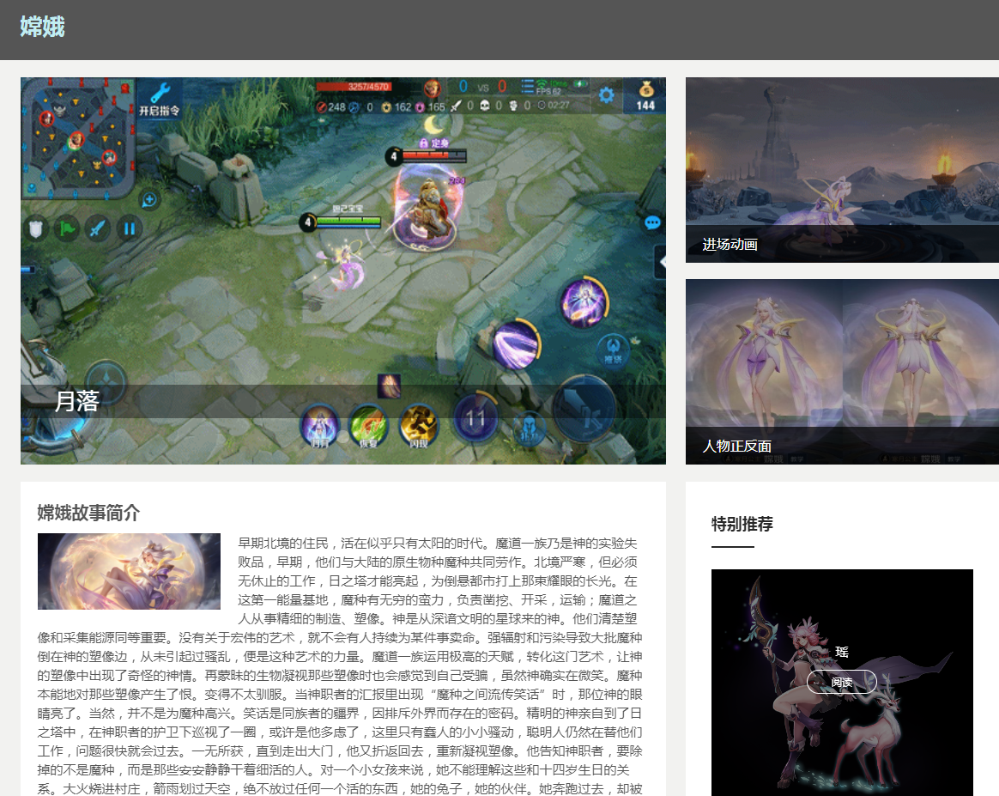 嫦娥
开启指令
3257/4570
0 VS 0
FPS 62
144
248 0 162 165 0 0 0 02:27
定身
4
284
妲己宝宝
4
月落
11
恢复
闪现
进场动画
人物正反面
嫦娥故事简介
早期北境的住民，活在似乎只有太阳的时代。魔道一族乃是神的实验失
败品，早期，他们与大陆的原生物种魔种共同劳作。北境严寒，但必须
无休止的工作，日之塔才能亮起，为倒悬都市打上那束耀眼的长光。在
这第一能量基地，魔种有无穷的蛮力，负责凿挖、开采，运输；魔道之
人从事精细的制造、塑像。神是从深谙文明的星球来的神。他们清楚塑
像和采集能源同等重要。没有关于宏伟的艺术，就不会有人持续为某件事卖命。强辐射和污染导致大批魔种
倒在神的塑像边，从未引起过骚乱，便是这种艺术的力量。魔道一族运用极高的天赋，转化这门艺术，让神
的塑像中出现了奇怪的神情。再蒙昧的生物凝视那些塑像时也会感觉到自己受骗，虽然神确实在微笑。魔种
本能地对那些塑像产生了恨。变得不太驯服。当神职者的汇报里出现“魔种之间流传笑话”时，那位神的眼
睛亮了。当然，并不是为魔种高兴。笑话是同族者的疆界，因排斥外界而存在的密码。精明的神亲自到了日
之塔中，在神职者的护卫下巡视了一圈，或许是他多虑了，这里只有蠢人的小小骚动，聪明人仍然在替他们
工作，问题很快就会过去。一无所获，直到走出大门，他又折返回去，重新凝视塑像。他告知神职者，要除
掉的不是魔种，而是那些安安静静干着细活的人。对一个小女孩来说，她不能理解这些和十四岁生日的关
系。大火烧进村庄，箭雨划过天空，绝不放过任何一个活的东西，她的兔子，她的伙伴。她奔跑过去，却被
特别推荐
瑶
阅读